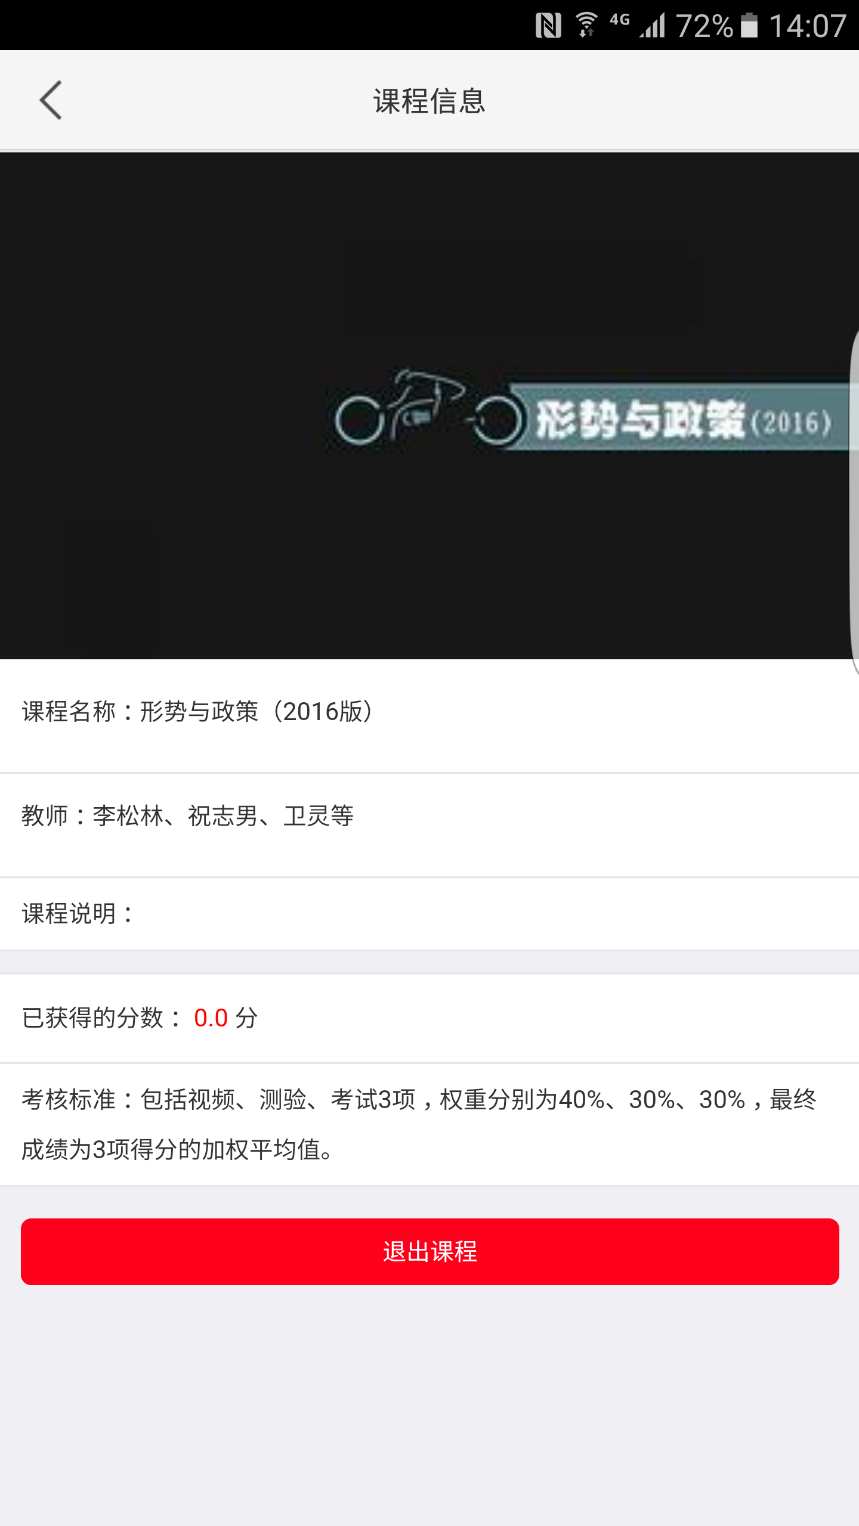 4G 72% 14:07
课程信息
形势与政策(2016)
课程名称：形势与政策（2016版）
教师：李松林、祝志男、卫灵等
课程说明：
已获得的分数： 0.0 分
考核标准：包括视频、测验、考试3项，权重分别为40%、30%、30%，最终
成绩为3项得分的加权平均值。
退出课程